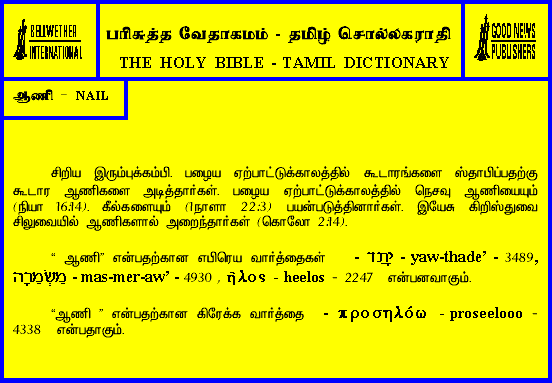 BELLWETHER
INTERNATIONAL
பரிசுத்த வேதாகமம் - தமிழ் சொல்லகராதி
THE HOLY BIBLE - TAMIL DICTIONARY
GOOD NEWS
PUBLISHERS
ஆணி - NAIL
சிறிய இரும்புக்கம்பி. பழைய ஏற்பாட்டுக்காலத்தில் கூடாரங்களை ஸ்தாபிப்பதற்கு
கூடார ஆணிகளை அடித்தார்கள். பழைய ஏற்பாட்டுக்காலத்தில் நெசவு ஆணியையும்
(நியா 16:14). கீல்களையும் (1நாளா 22:3) பயன்படுத்தினார்கள். இயேசு கிறிஸ்துவை
சிலுவையில் ஆணிகளால் அறைந்தார்கள் (கொலோ 2:14).
“ ஆணி” என்பதற்கான எபிரெய வார்த்தைகள் - יָתֵד - yaw-thade’ - 3489,
מַשְׂמְרָה - mas-mer-aw’ - 4930 , ἧλος - heelos - 2247 என்பனவாகும்.
“ஆணி ” என்பதற்கான கிரேக்க வார்த்தை - προσηλόω - proseelooo -
4338 என்பதாகும்.